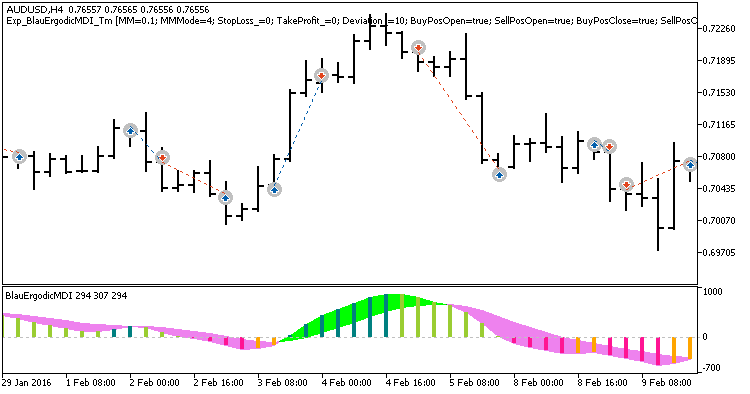 AUDUSD,H4 0.76557 0.76565 0.76556 0.76556
Exp_BlauErgodicMDI_Tm [MM=0.1; MMMode=4; StopLoss_=0; TakeProfit_=0; Deviation_=10; BuyPosOpen=true; SellPosOpen=true; BuyPosClose=true; SellPosC
0.72260
0.71895
0.71530
0.71165
0.70800
0.70435
0.70070
0.69705
BlauErgodicMDI 294 307 294
1000
0
-700
29 Jan 2016 1 Feb 08:00 2 Feb 00:00 2 Feb 16:00 3 Feb 08:00 4 Feb 00:00 4 Feb 16:00 5 Feb 08:00 8 Feb 00:00 8 Feb 16:00 9 Feb 08:00